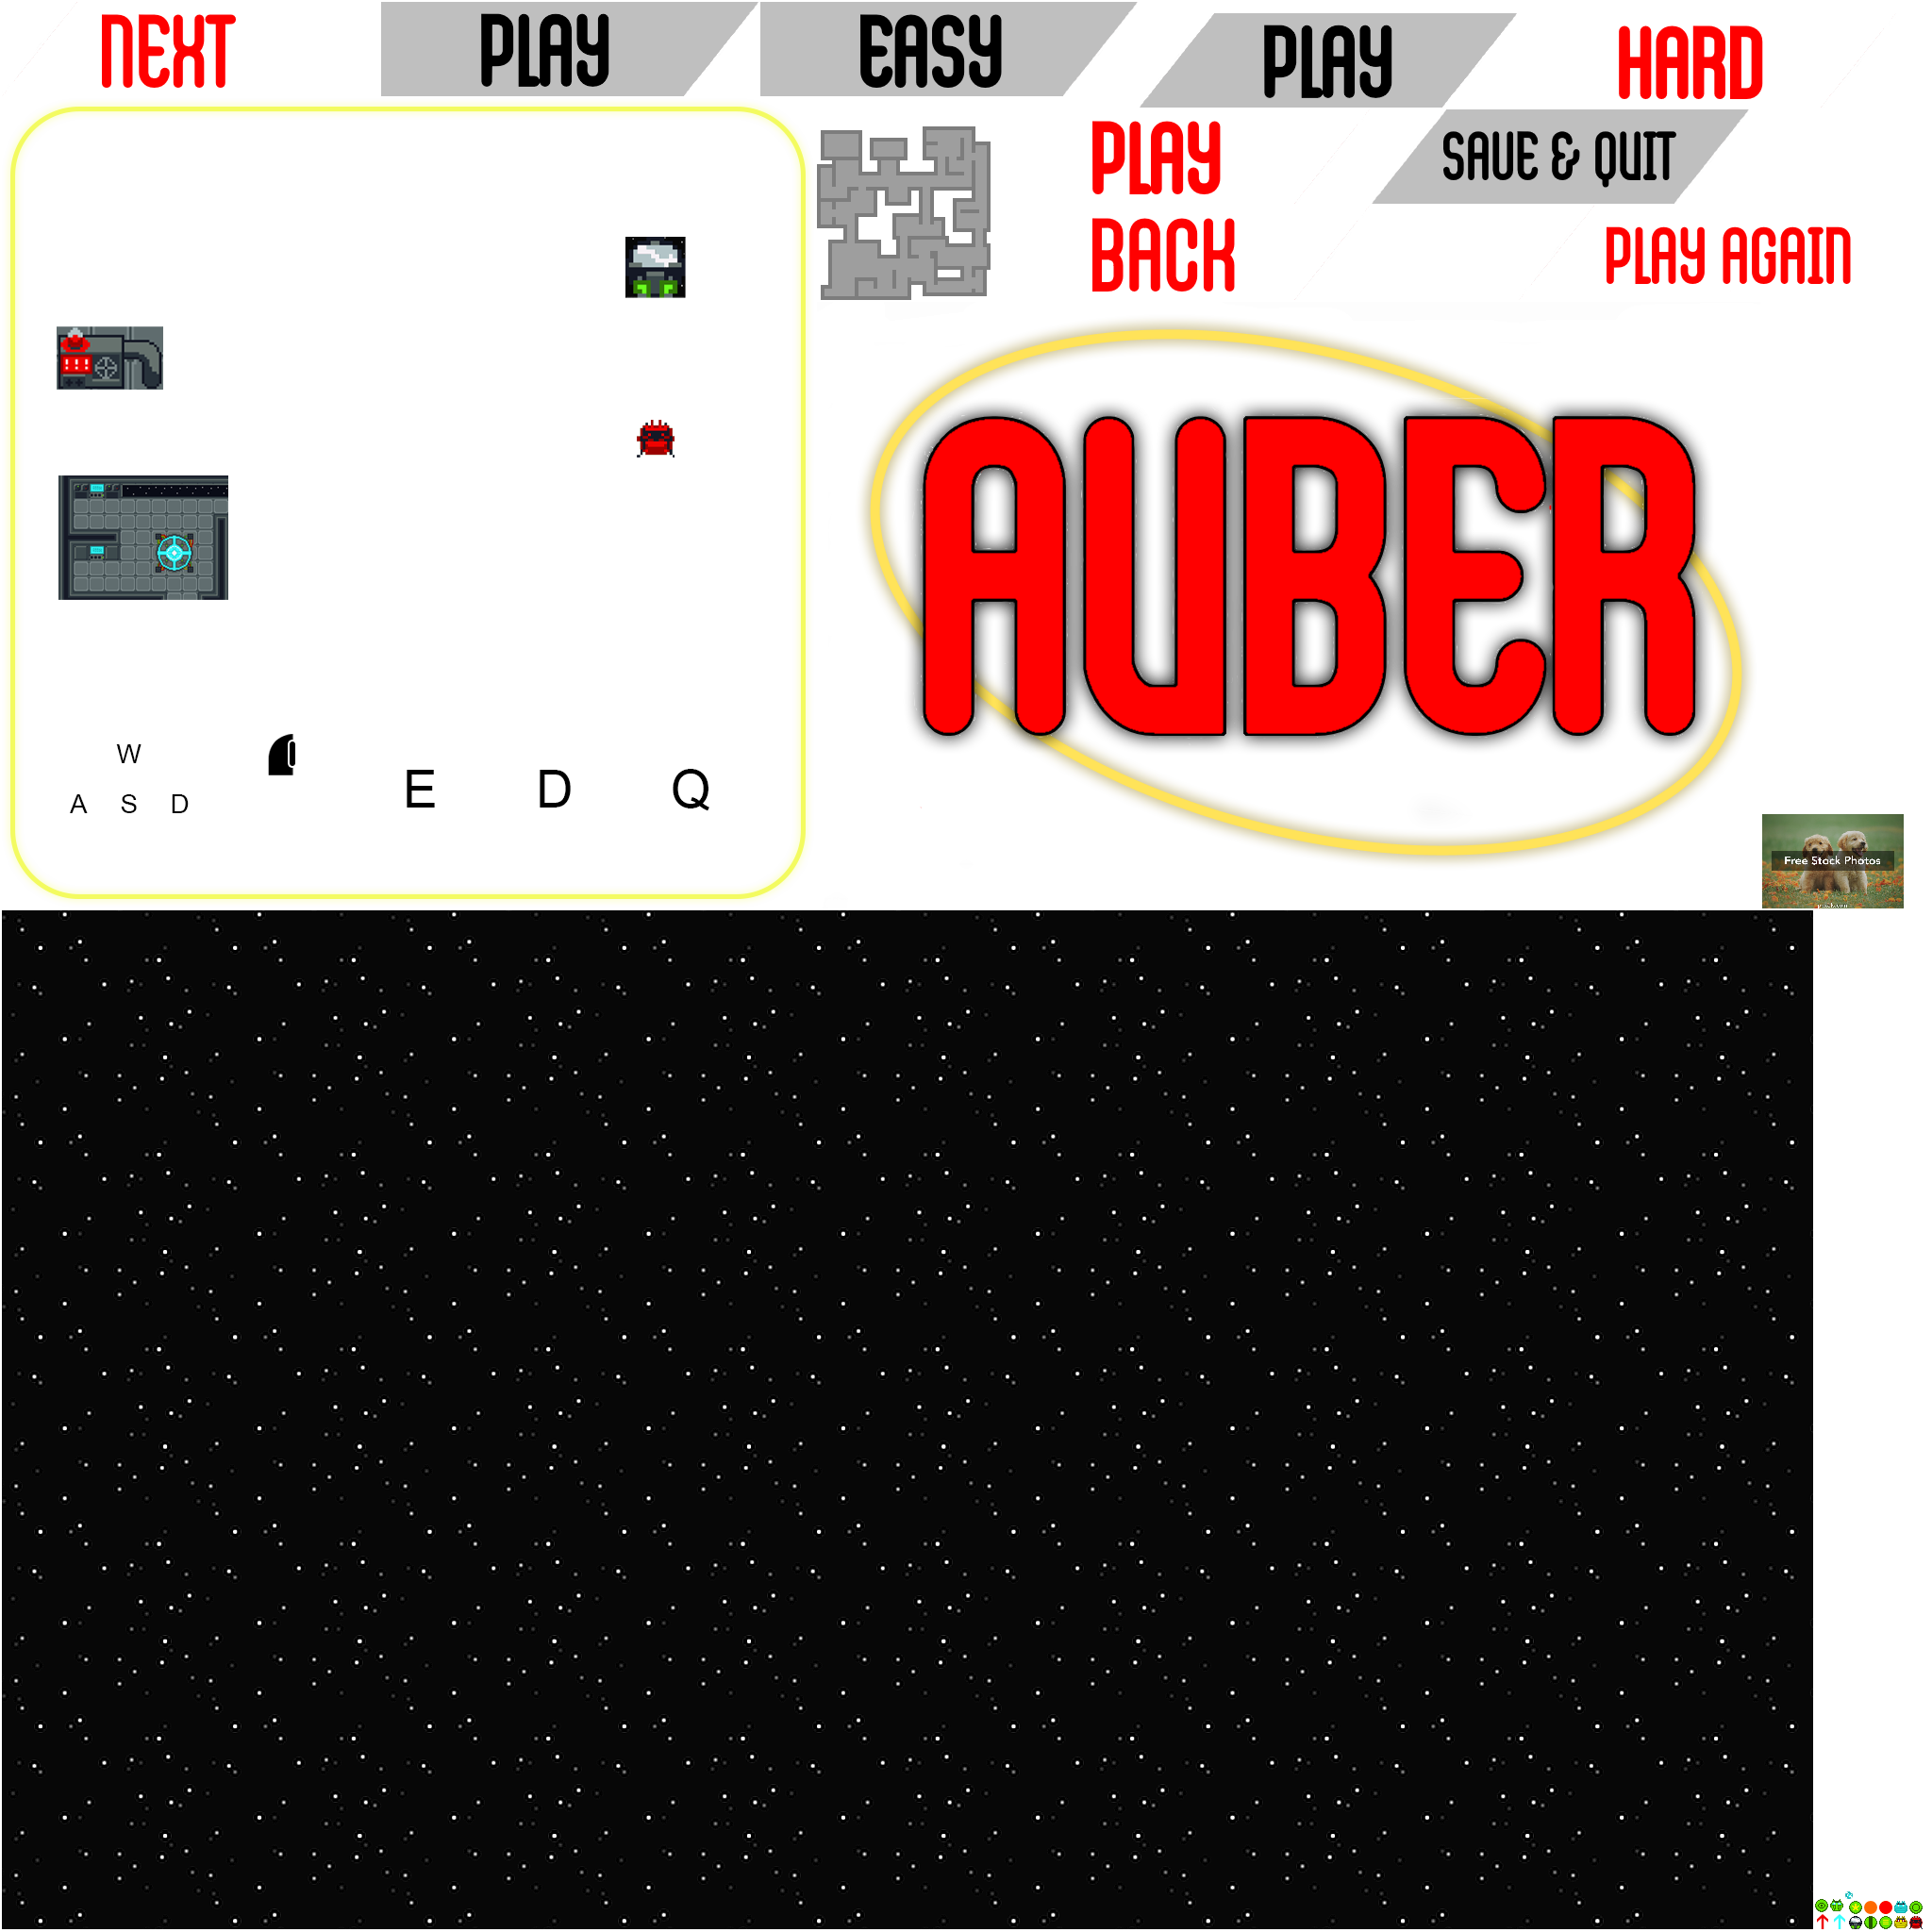 NEXT
PLAY
EASY
PLAY
HARD
PLAY
SAVE & QUIT
BACK
PLAY AGAIN
AUBER
W
A S D
E D Q
Free Stock Photos